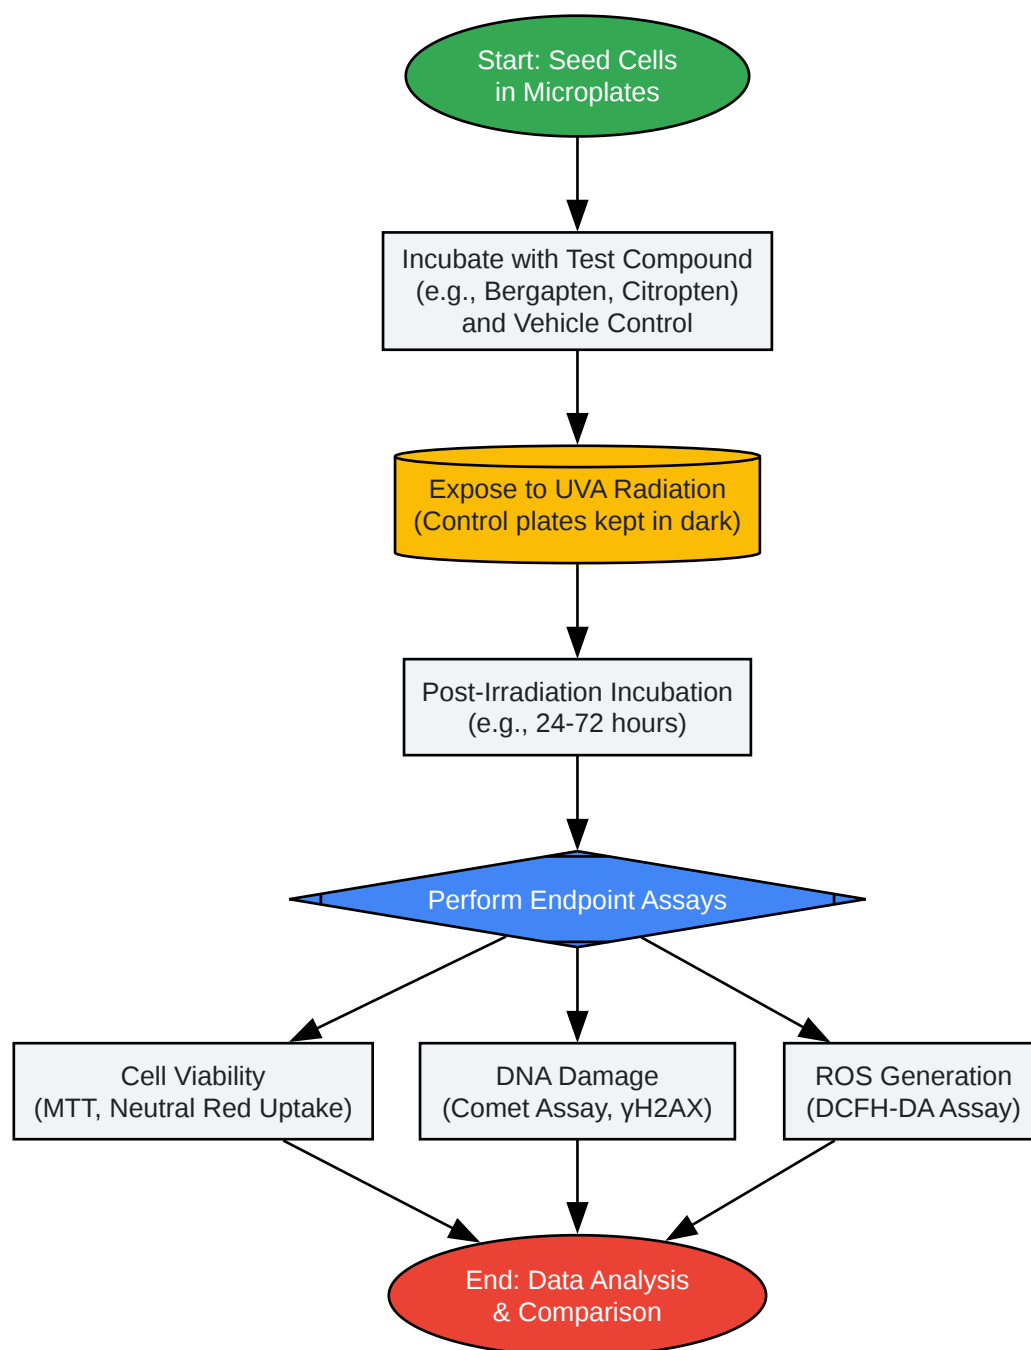 Start: Seed Cells
in Microplates
Incubate with Test Compound
(e.g., Bergapten, Citropten)
and Vehicle Control
Expose to UVA Radiation
(Control plates kept in dark)
Post-Irradiation Incubation
(e.g., 24-72 hours)
Perform Endpoint Assays
Cell Viability
(MTT, Neutral Red Uptake)
DNA Damage
(Comet Assay, γH2AX)
ROS Generation
(DCFH-DA Assay)
End: Data Analysis
& Comparison